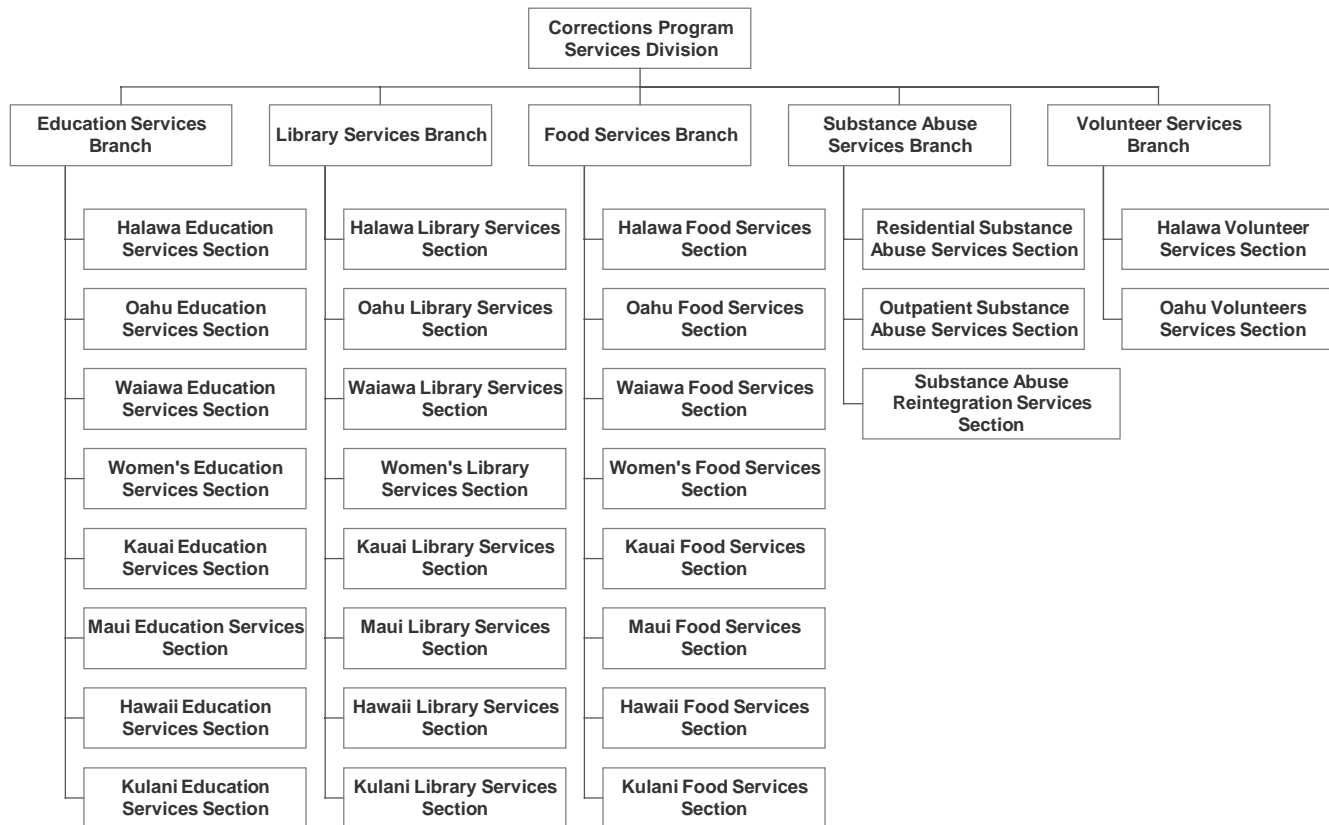 Corrections Program
Services Division
Education Services
Branch
Library Services Branch
Food Services Branch
Substance Abuse
Services Branch
Volunteer Services
Branch
Halawa Education
Services Section
Halawa Library Services
Section
Halawa Food Services
Section
Residential Substance
Abuse Services Section
Halawa Volunteer
Services Section
Oahu Education
Services Section
Oahu Library Services
Section
Oahu Food Services
Section
Outpatient Substance
Abuse Services Section
Oahu Volunteers
Services Section
Waiawa Education
Services Section
Waiawa Library Services
Section
Waiawa Food Services
Section
Substance Abuse
Reintegration Services
Section
Women's Education
Services Section
Women's Library
Services Section
Women's Food Services
Section
Kauai Education
Services Section
Kauai Library Services
Section
Kauai Food Services
Section
Maui Education Services
Section
Maui Library Services
Section
Maui Food Services
Section
Hawaii Education
Services Section
Hawaii Library Services
Section
Hawaii Food Services
Section
Kulani Education
Services Section
Kulani Library Services
Section
Kulani Food Services
Section